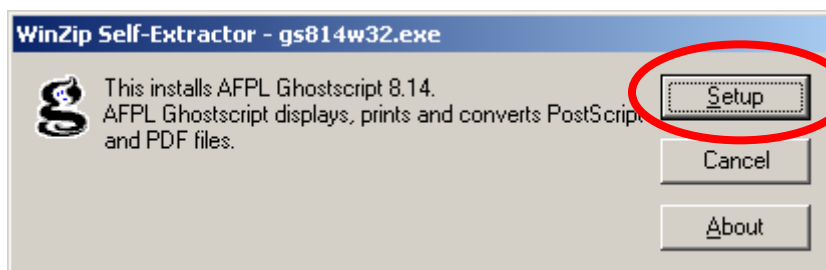 WinZip Self-Extractor - gs814w32.exe
This installs AFPL Ghostscript 8.14.
AFPL Ghostscript displays, prints and converts PostScript
and PDF files.
Setup
Cancel
About